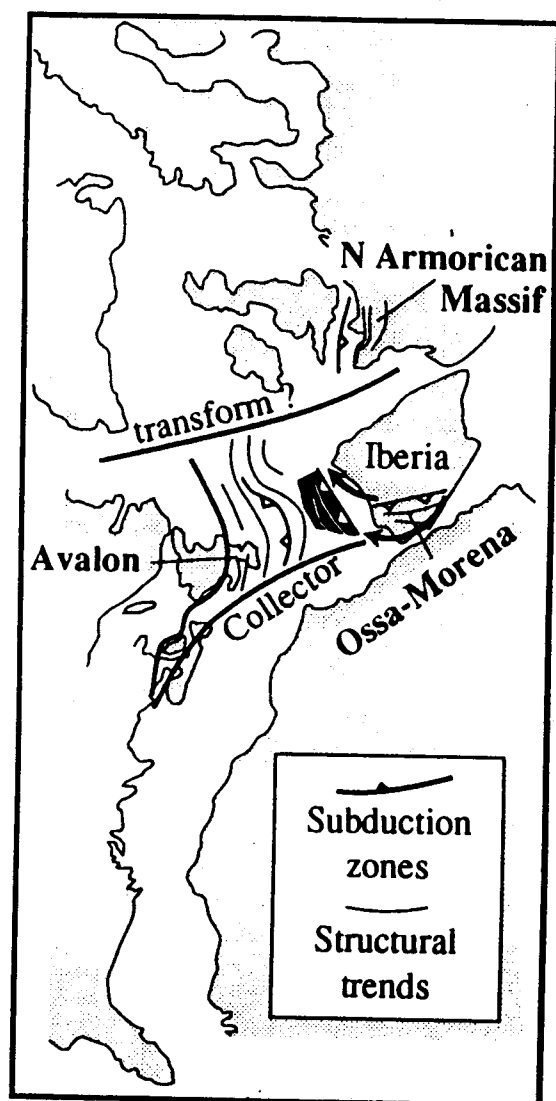 N Armorican
Massif
transform ?
Iberia
Avalon
Collector
Ossa-Morena
Subduction
zones
Structural
trends